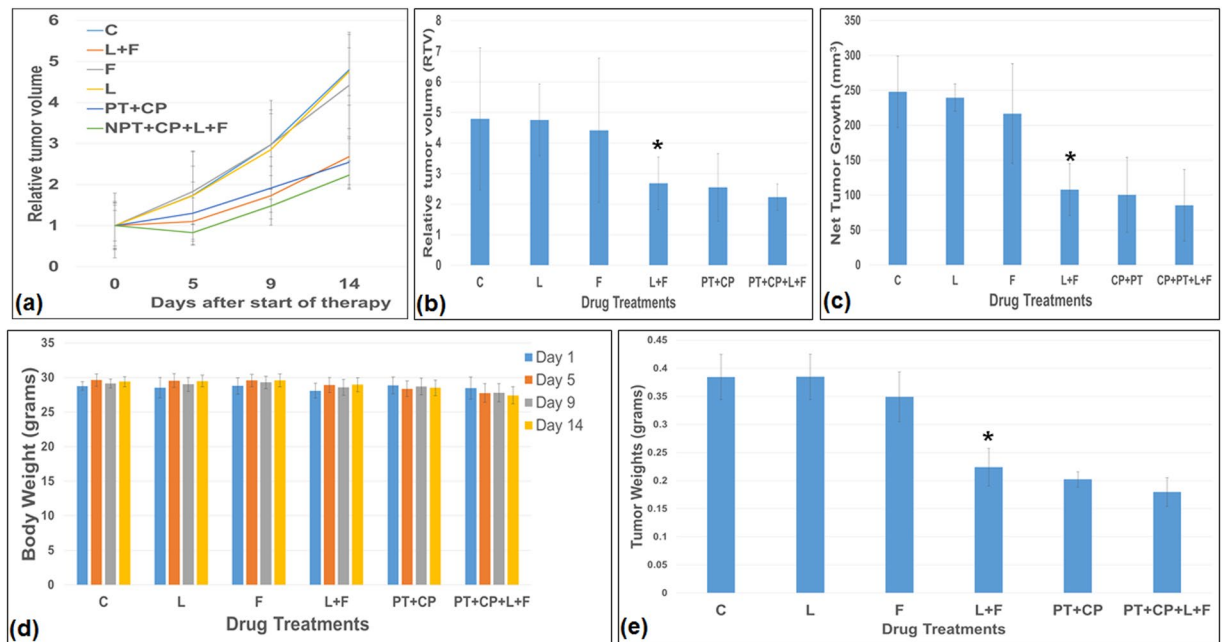 6
5
4
3
2
1
0
Relative tumor volume
C
L+F
F
L
PT+CP
NPT+CP+L+F
0 5 9 14
Days after start of therapy
(a)
8
7
6
5
4
3
2
1
0
Relative tumor volume (RTV)
*
C L F L+F PT+CP PT+CP+L+F
Drug Treatments
(b)
350
300
250
200
150
100
50
0
Net Tumor Growth (mm³)
*
C L F L+F CP+PT CP+PT+L+F
Drug Treatments
(c)
35
30
25
20
15
10
5
0
Body Weight (grams)
Day 1
Day 5
Day 9
Day 14
C L F L+F PT+CP PT+CP+L+F
Drug Treatments
(d)
0.45
0.4
0.35
0.3
0.25
0.2
0.15
0.1
0.05
0
Tumor Weights (grams)
*
C L F L+F PT+CP PT+CP+L+F
Drug Treatments
(e)